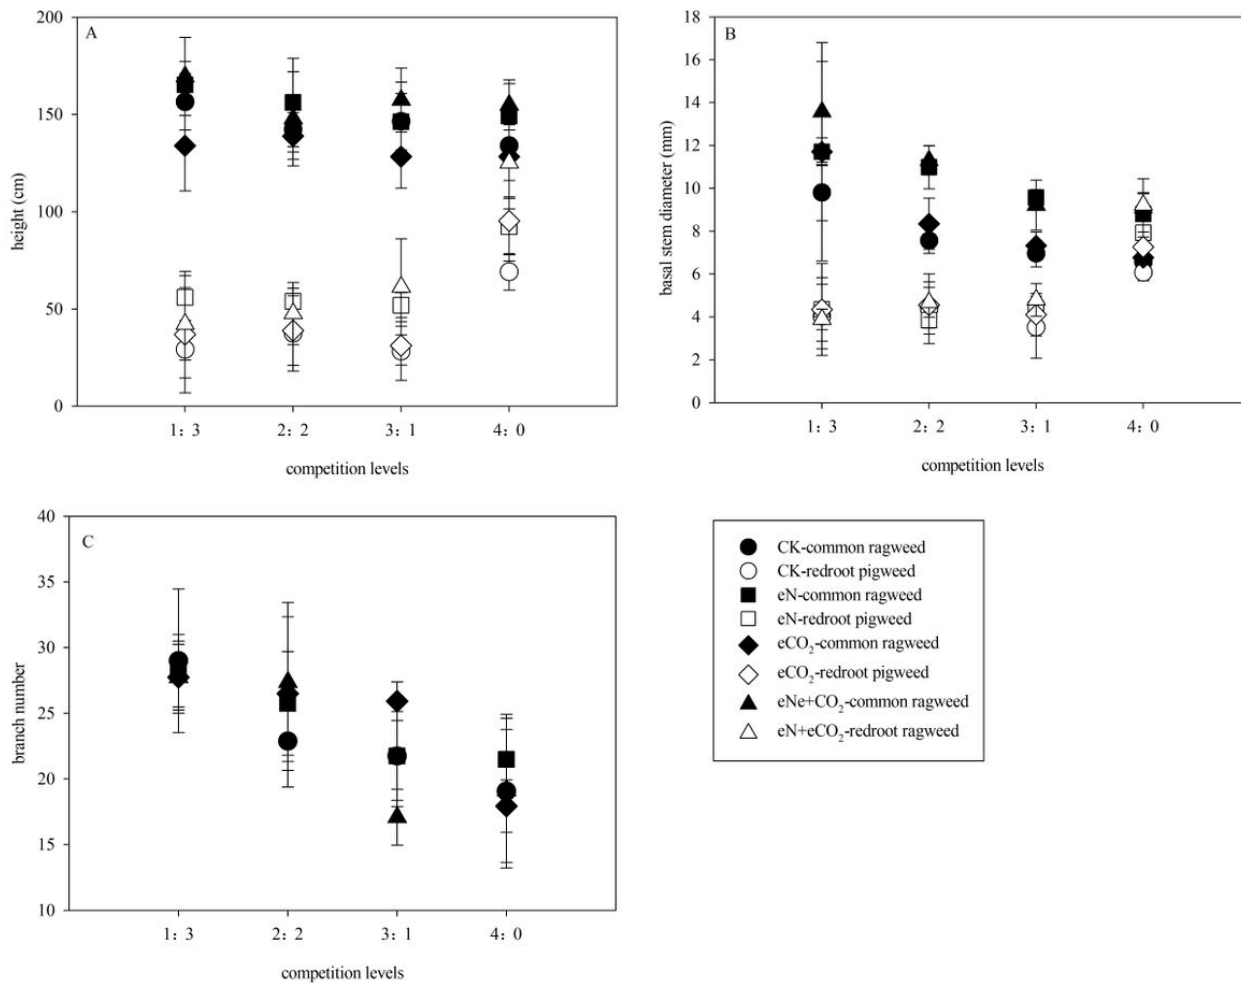 A
200
150
100
50
0
height (cm)
1: 3 2: 2 3: 1 4: 0
competition levels
B
18
16
14
12
10
8
6
4
2
0
basal stem diameter (mm)
1: 3 2: 2 3: 1 4: 0
competition levels
C
40
35
30
25
20
15
10
branch number
1: 3 2: 2 3: 1 4: 0
competition levels
CK-common ragweed
CK-redroot pigweed
eN-common ragweed
eN-redroot pigweed
eCO₂-common ragweed
eCO₂-redroot pigweed
eNe+CO₂-common ragweed
eN+eCO₂-redroot ragweed